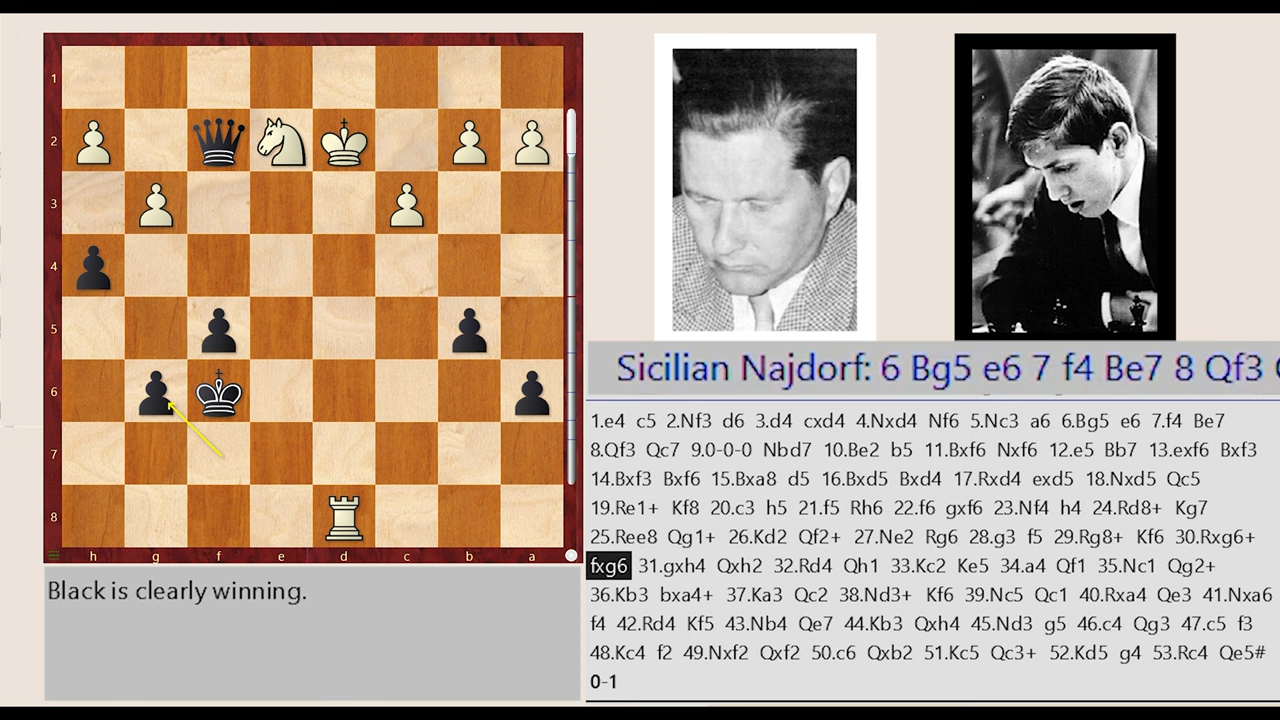 1
2
3
4
5
6
7
8
h g f e d c b a
Black is clearly winning.
Sicilian Najdorf: 6 Bg5 e6 7 f4 Be7 8 Qf3
1.e4 c5 2.Nf3 d6 3.d4 cxd4 4.Nxd4 Nf6 5.Nc3 a6 6.Bg5 e6 7.f4 Be7
8.Qf3 Qc7 9.0-0-0 Nbd7 10.Be2 b5 11.Bxf6 Nxf6 12.e5 Bb7 13.exf6 Bxf3
14.Bxf3 Bxf6 15.Bxa8 d5 16.Bxd5 Bxd4 17.Rxd4 exd5 18.Nxd5 Qc5
19.Re1+ Kf8 20.c3 h5 21.f5 Rh6 22.f6 gxf6 23.Nf4 h4 24.Rd8+ Kg7
25.Ree8 Qg1+ 26.Kd2 Qf2+ 27.Ne2 Rg6 28.g3 f5 29.Rg8+ Kf6 30.Rxg6+
fxg6 31.gxh4 Qxh2 32.Rd4 Qh1 33.Kc2 Ke5 34.a4 Qf1 35.Nc1 Qg2+
36.Kb3 bxa4+ 37.Ka3 Qc2 38.Nd3+ Kf6 39.Nc5 Qc1 40.Rxa4 Qe3 41.Nxa6
f4 42.Rd4 Kf5 43.Nb4 Qe7 44.Kb3 Qxh4 45.Nd3 g5 46.c4 Qg3 47.c5 f3
48.Kc4 f2 49.Nxf2 Qxf2 50.c6 Qxb2 51.Kc5 Qc3+ 52.Kd5 g4 53.Rc4 Qe5#
0-1